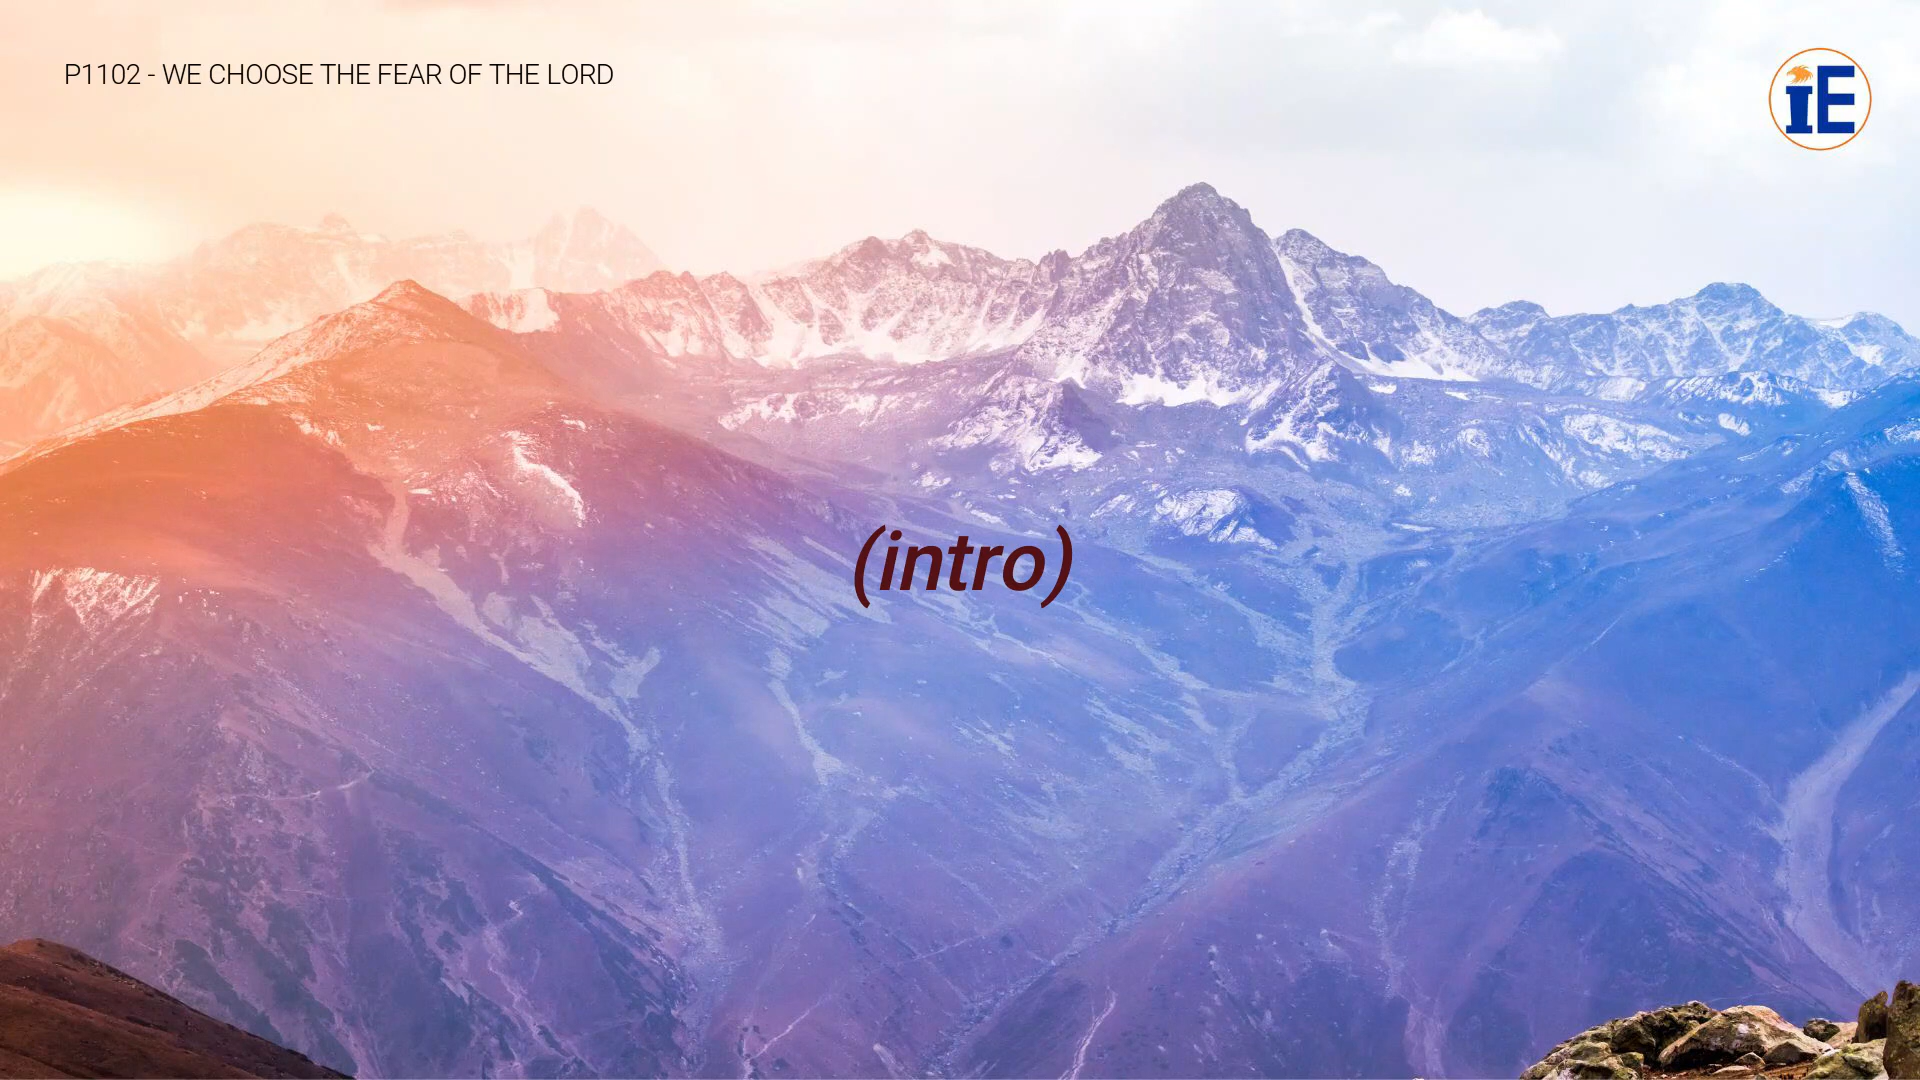 P1102 - WE CHOOSE THE FEAR OF THE LORD
IE
(intro)